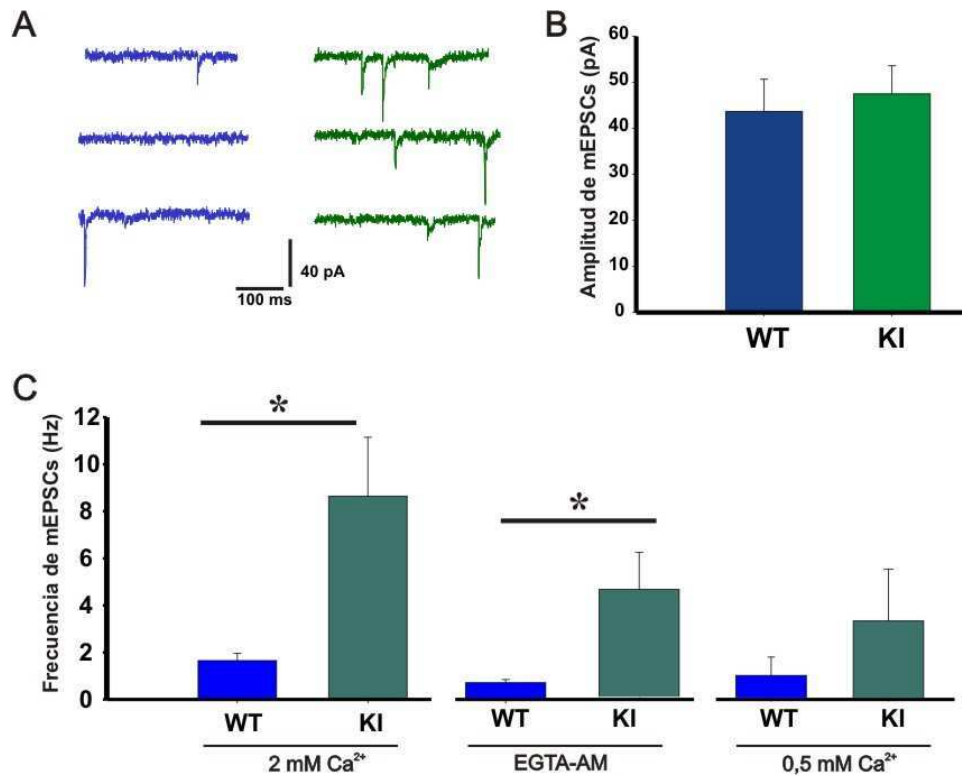 A
40 pA
100 ms
B
Amplitud de mEPSCs (pA)
60
50
40
30
20
10
0
WT KI
C
Frecuencia de mEPSCs (Hz)
12
10
8
6
4
2
0
*
*
WT KI WT KI WT KI
2 mM Ca²⁺ EGTA-AM 0,5 mM Ca²⁺